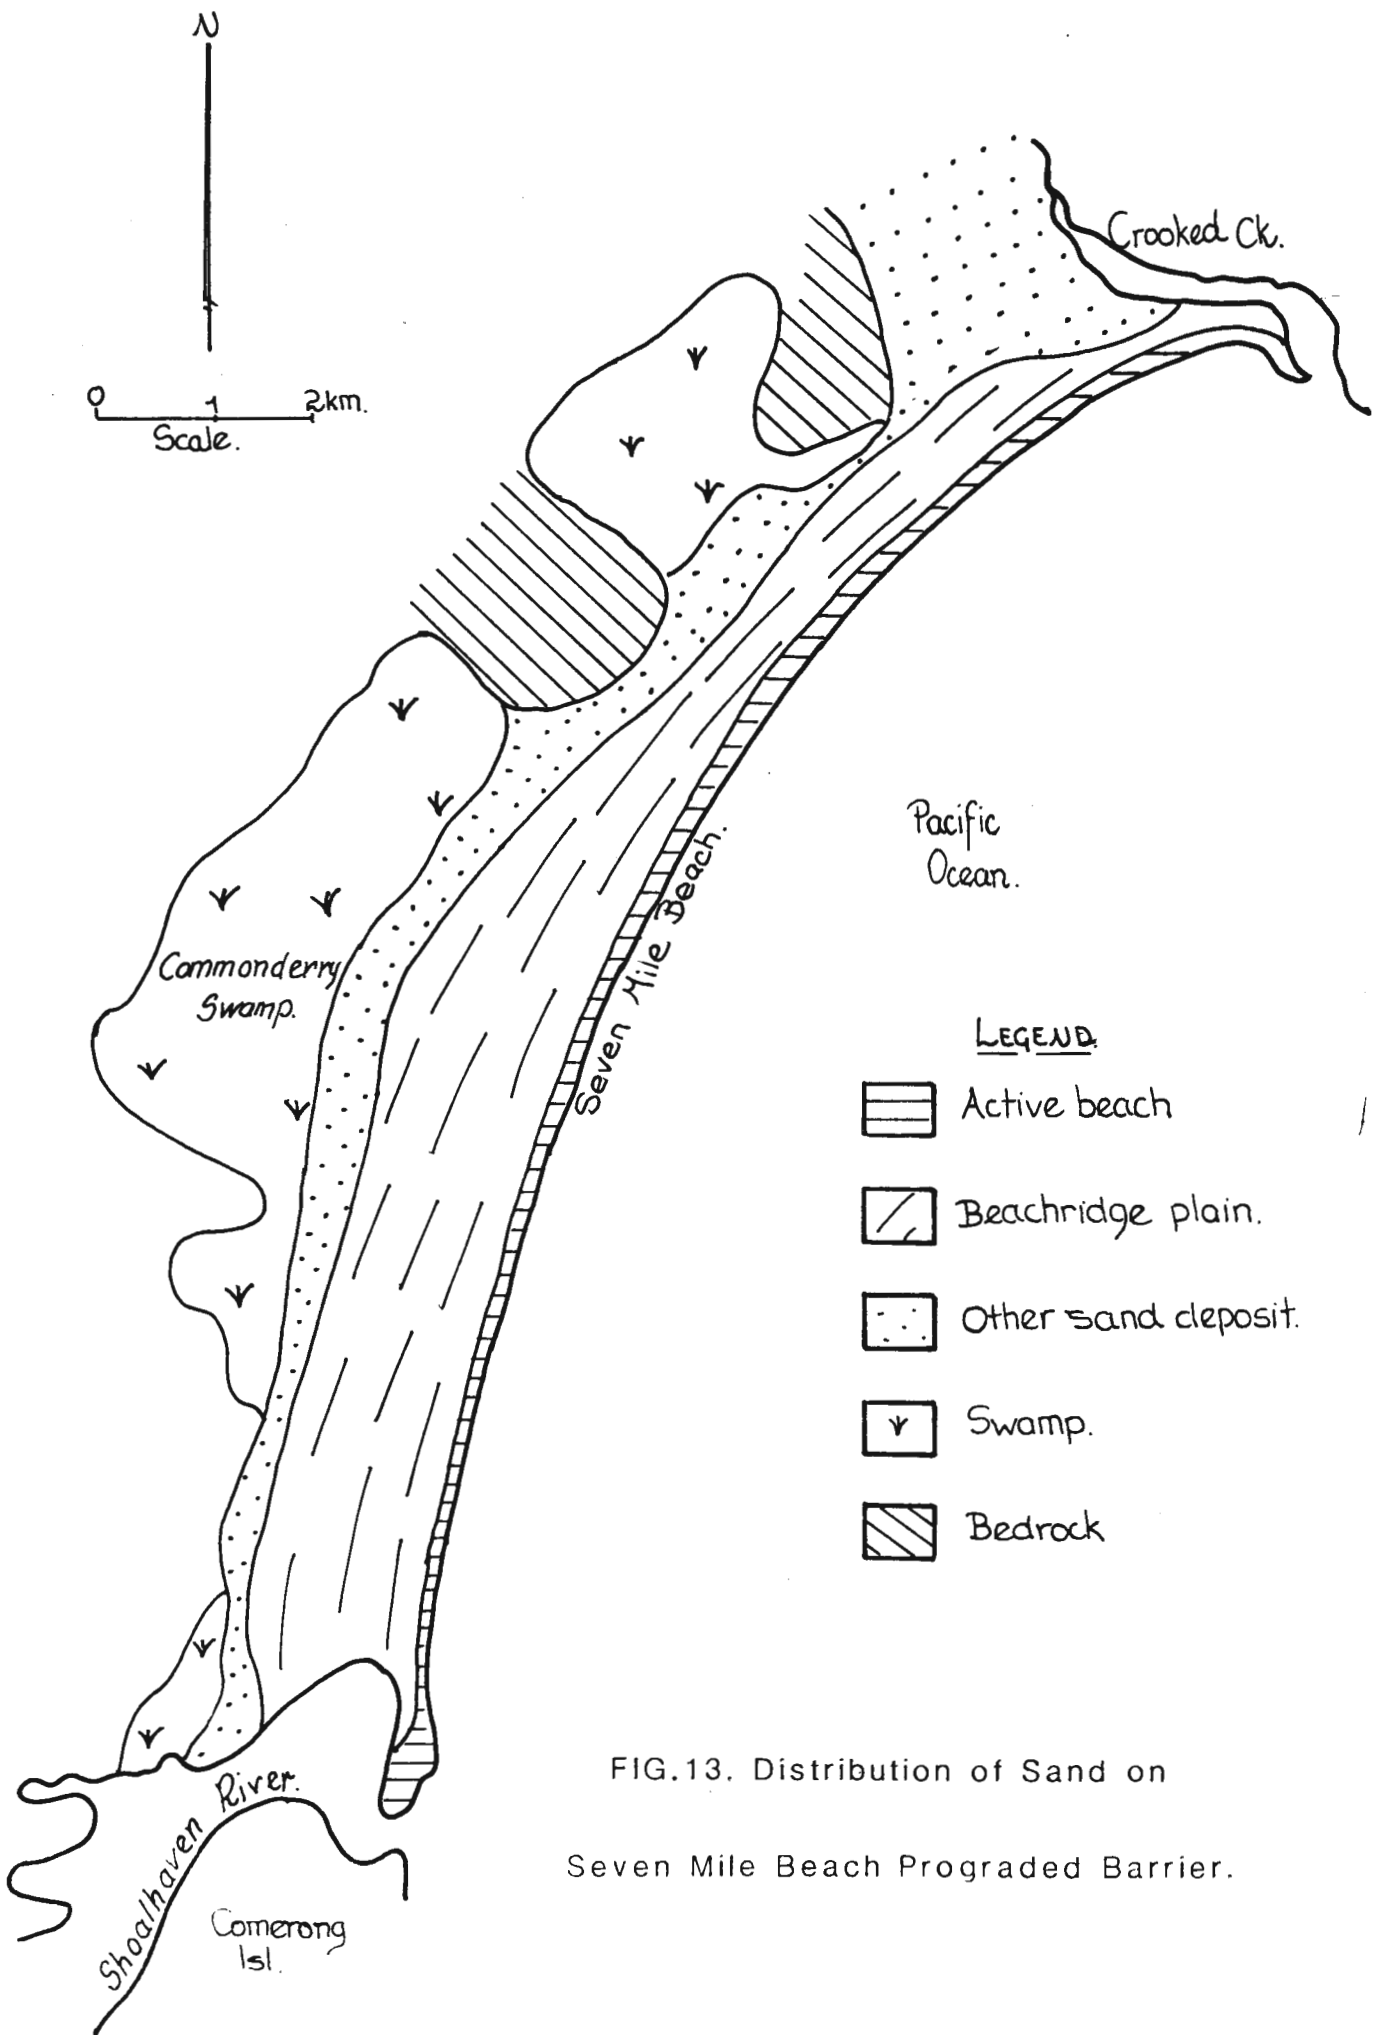 N
Crooked Ck.
0 1 2km.
Scale.
Pacific
Ocean.
Seven Mile Beach.
Commonderry
Swamp.
LEGEND.
Active beach
Beachridge plain.
Other sand deposit.
Swamp.
Bedrock
FIG.13. Distribution of Sand on
Seven Mile Beach Prograded Barrier.
Shoalhaven River.
Comerong
Isl.